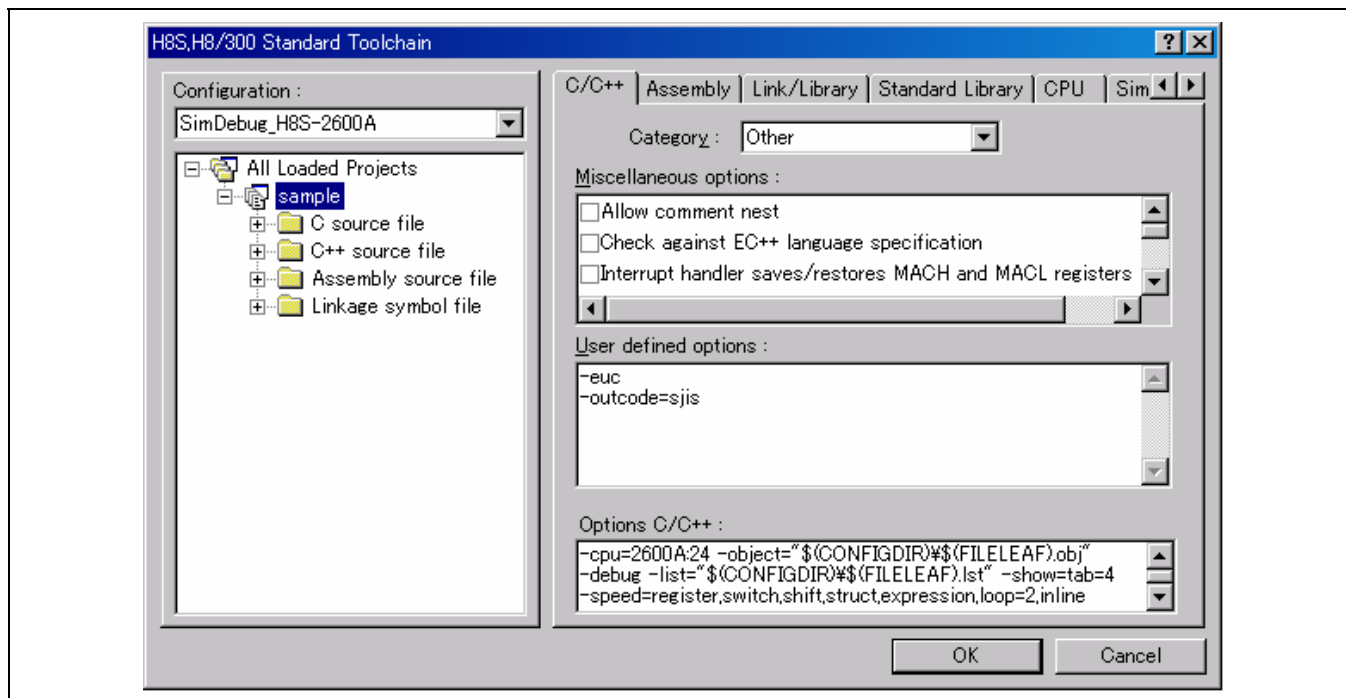 H8S,H8/300 Standard Toolchain
Configuration :
SimDebug_H8S-2600A
All Loaded Projects
sample
C source file
C++ source file
Assembly source file
Linkage symbol file
C/C++ Assembly Link/Library Standard Library CPU Sim
Category : Other
Miscellaneous options :
Allow comment nest
Check against EC++ language specification
Interrupt handler saves/restores MACH and MACL registers
User defined options :
-euc
-outcode=sjis
Options C/C++ :
-cpu=2600A:24 -object="$(CONFIGDIR)¥$(FILELEAF).obj"
-debug -list="$(CONFIGDIR)¥$(FILELEAF).lst" -show=tab=4
-speed=register,switch,shift,struct,expression,loop=2,inline
OK Cancel